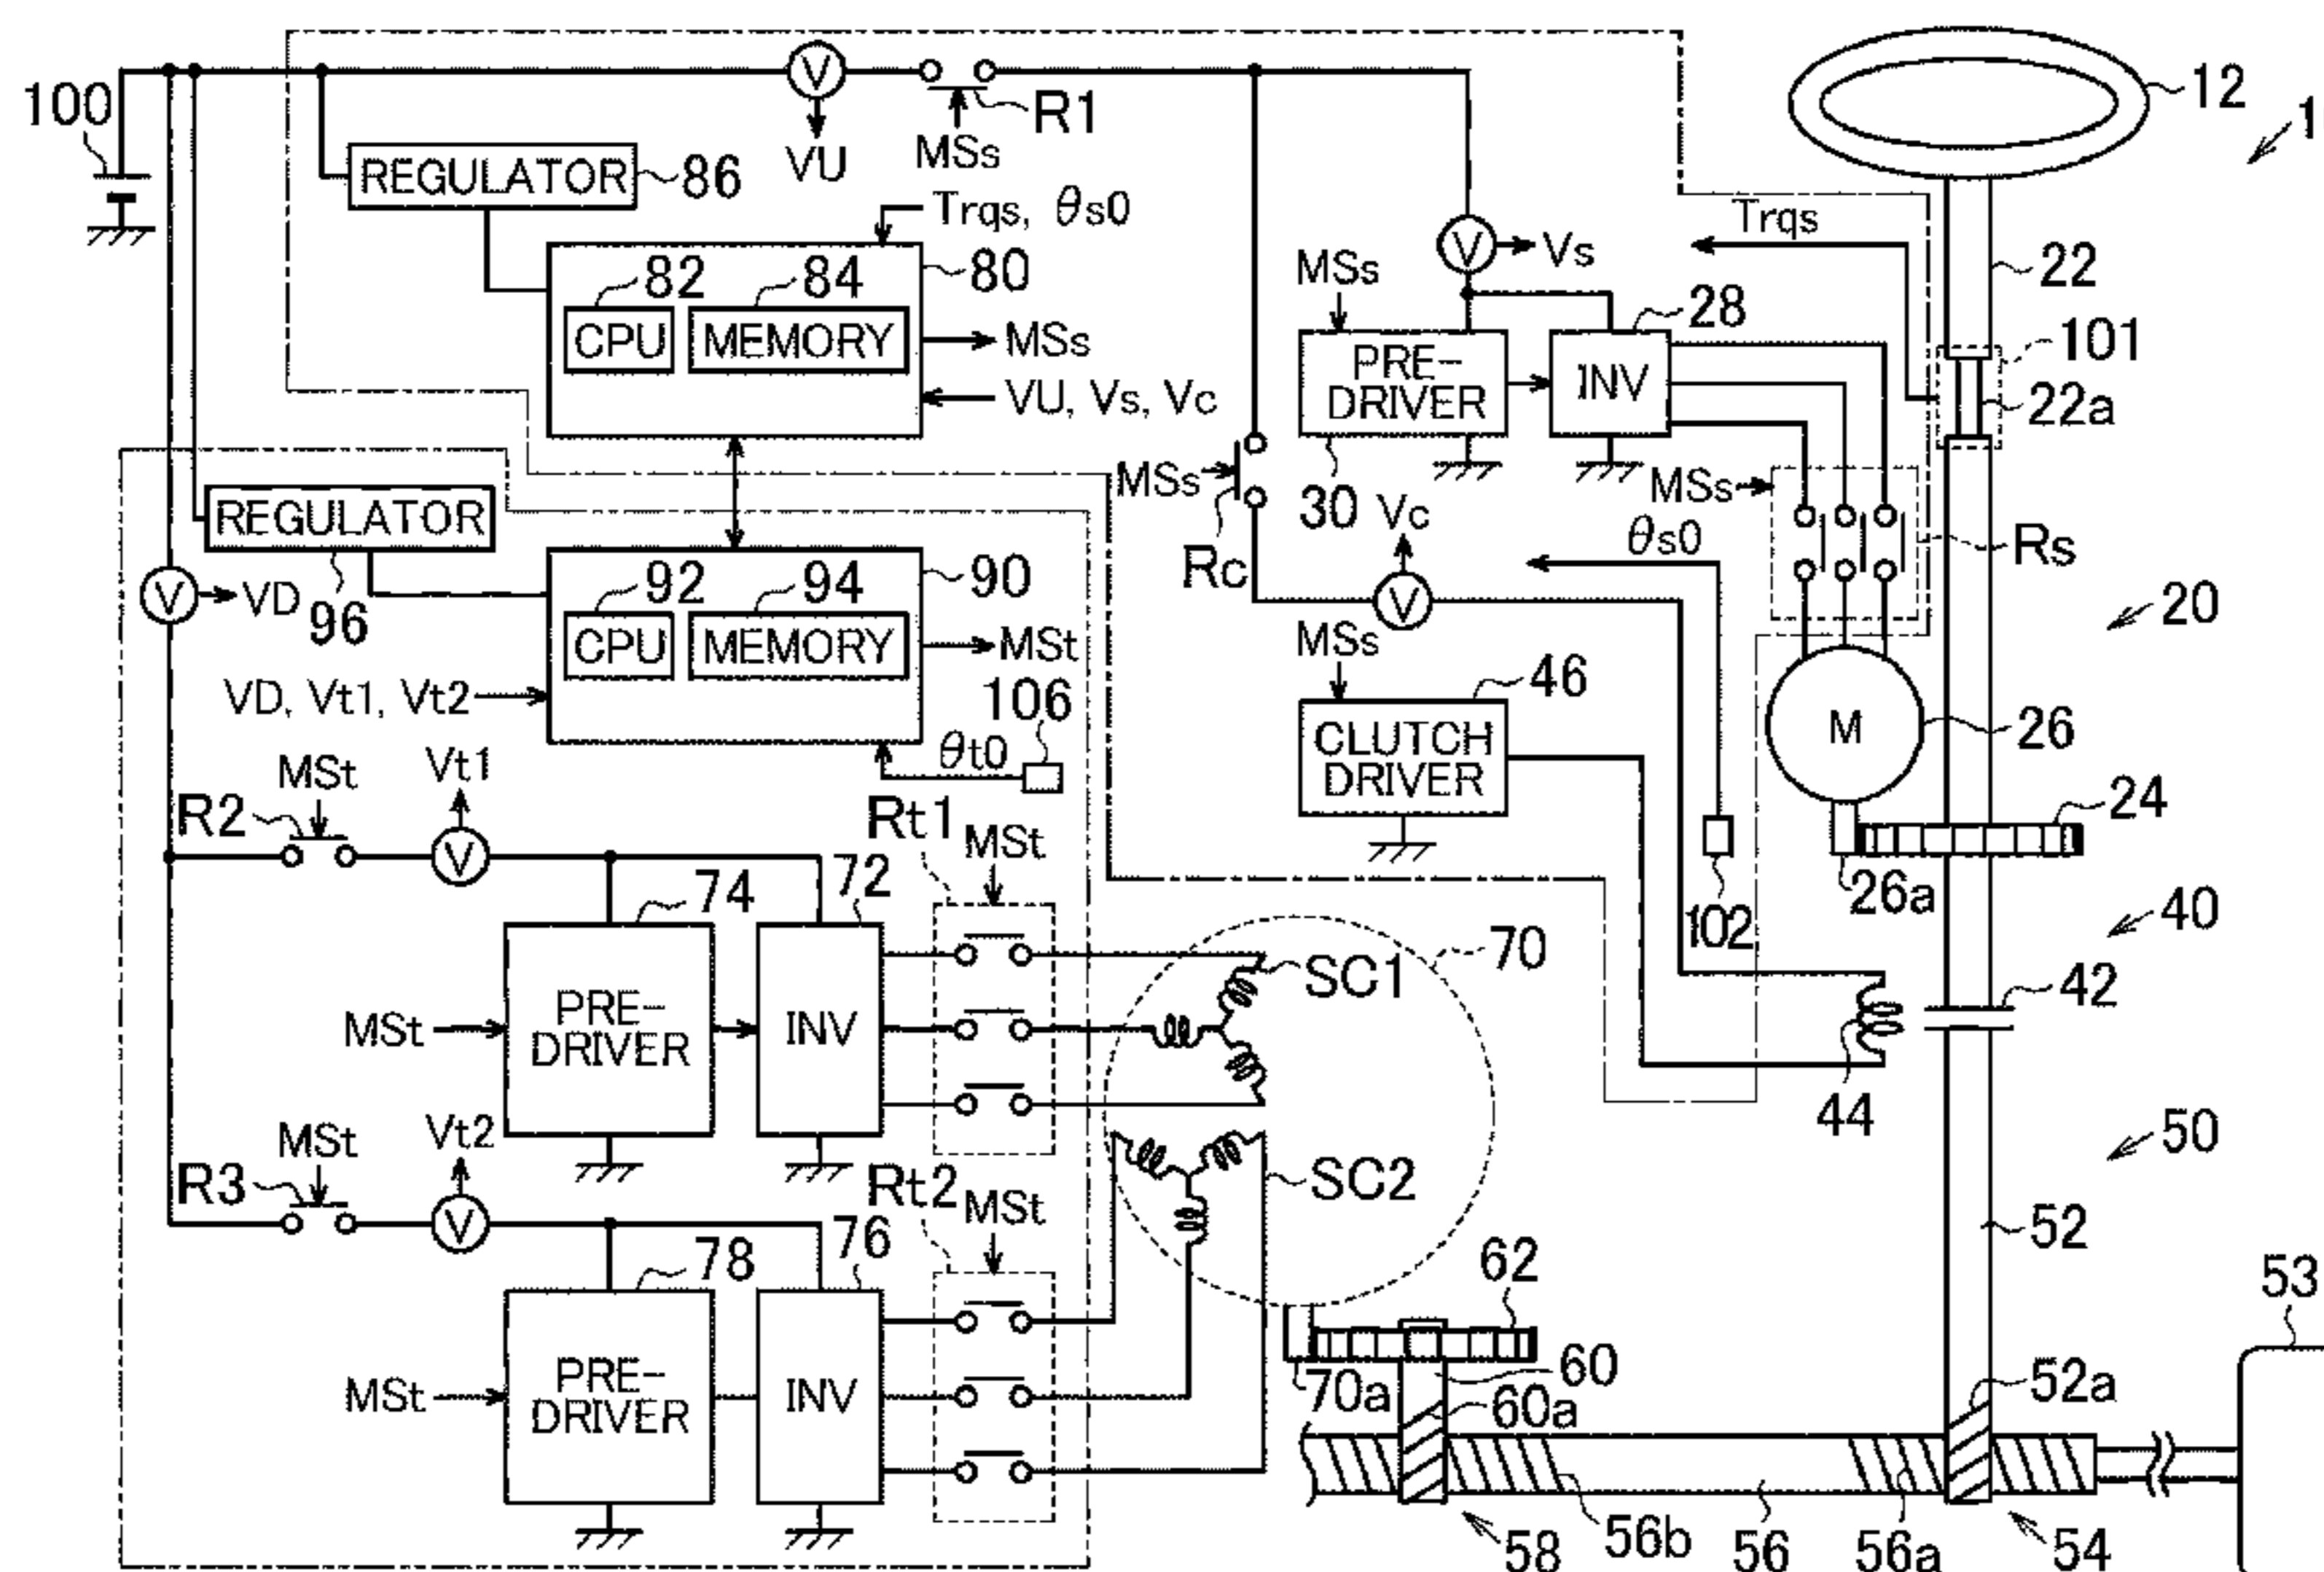 100
R1
12
1
VU
MSs
REGULATOR
86
Trqs, θs0
Trqs
80
MSs
Vs
22
82
84
28
CPU
MEMORY
MSs
PRE-
DRIVER
INV
101
22a
VU, Vs, Vc
MSs
Rc
30
Vc
MSs
θs0
Rs
REGULATOR
96
V
V
V
V
VD
92
94
90
CPU
MEMORY
MSt
20
MSs
46
VD, Vt1, Vt2
106
θt0
CLUTCH
DRIVER
M
26
24
MSt
Vt1
R2
V
Rt1
MSt
74
72
26a
102
40
70
SC1
42
MSt
PRE-
DRIVER
INV
44
50
MSt
Vt2
R3
V
Rt2
MSt
SC2
52
78
76
62
53
MSt
PRE-
DRIVER
INV
70a
60
60a
52a
58
56b
56
56a
54